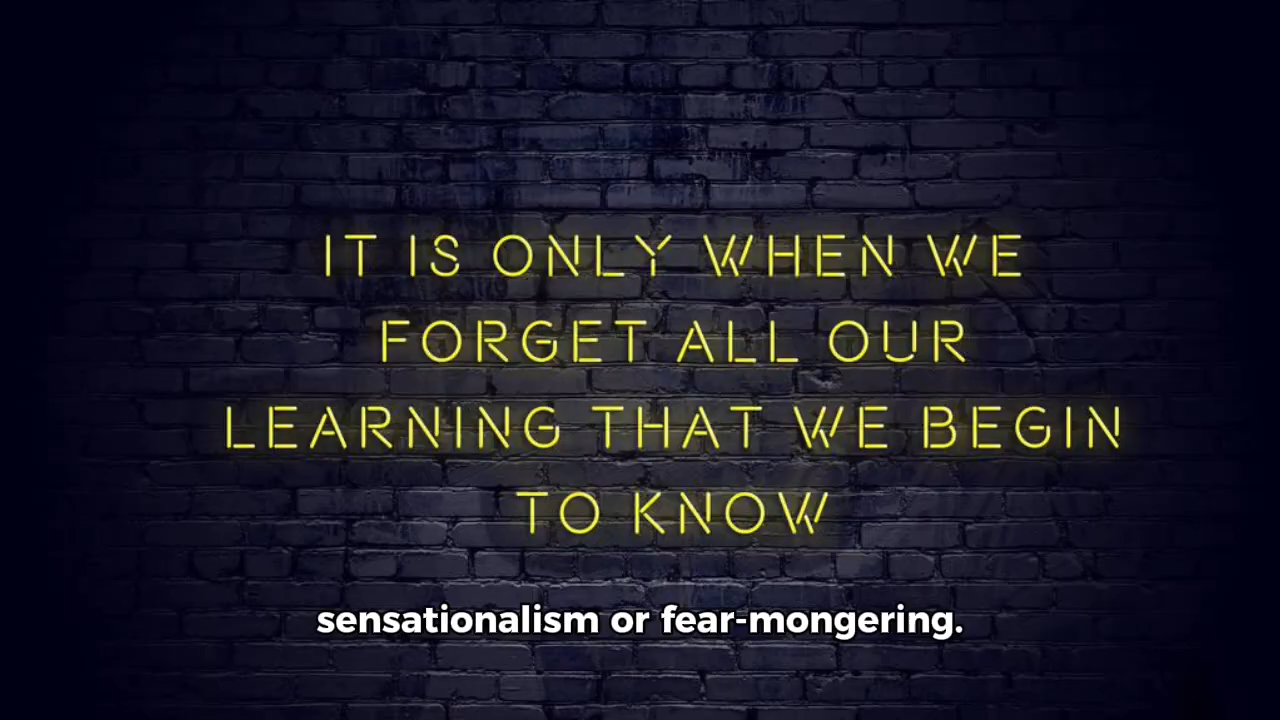 IT IS ONLY WHEN WE
FORGET ALL OUR
LEARNING THAT WE BEGIN
TO KNOW
sensationalism or fear-mongering.